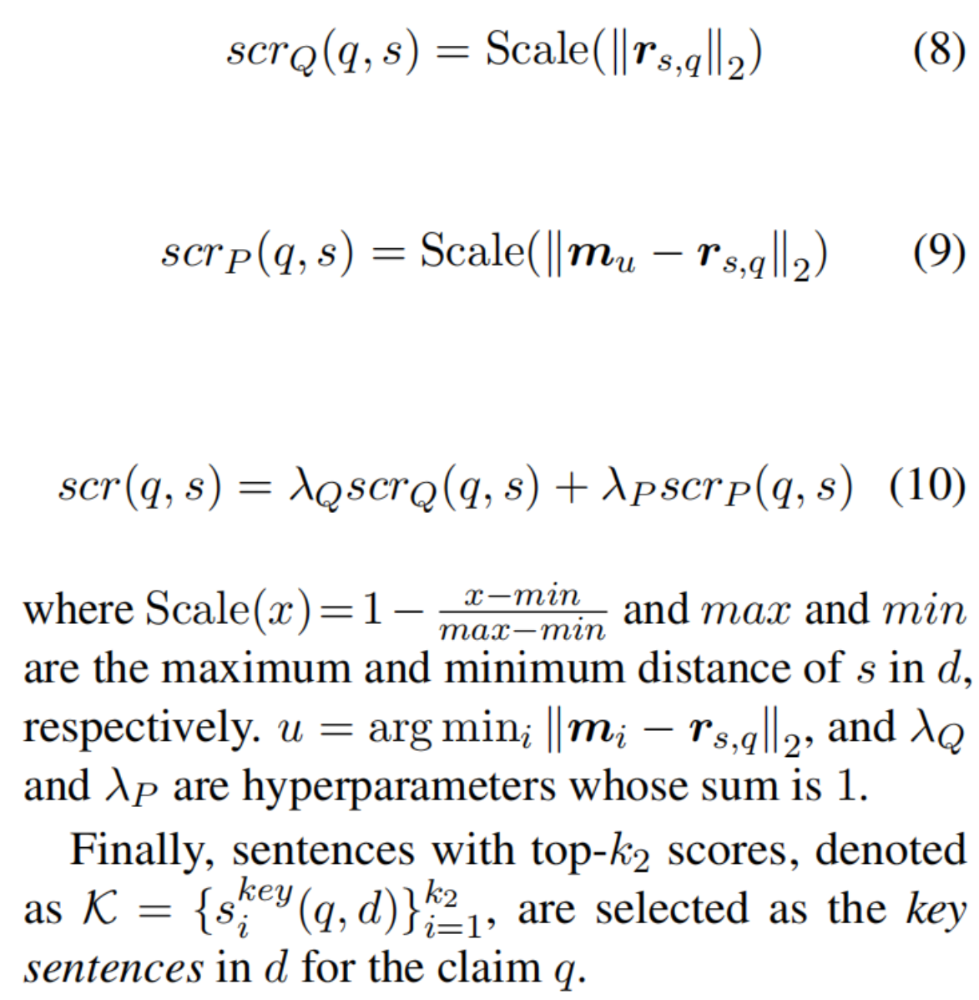 $scr_Q(q, s) = \mathrm{Scale}(\|\boldsymbol{r}_{s,q}\|_2)$ (8)
$scr_P(q, s) = \mathrm{Scale}(\|\boldsymbol{m}_u - \boldsymbol{r}_{s,q}\|_2)$ (9)
$scr(q, s) = \lambda_Q scr_Q(q, s) + \lambda_P scr_P(q, s)$ (10)
where $\mathrm{Scale}(x) = 1 - \frac{x-min}{max-min}$ and $max$ and $min$
are the maximum and minimum distance of $s$ in $d$,
respectively. $u = \arg\min_i \|\boldsymbol{m}_i - \boldsymbol{r}_{s,q}\|_2$, and $\lambda_Q$
and $\lambda_P$ are hyperparameters whose sum is 1.
Finally, sentences with top-$k_2$ scores, denoted
as $\mathcal{K} = \{s_i^{key}(q, d)\}_{i=1}^{k_2}$, are selected as the key
sentences in $d$ for the claim $q$.